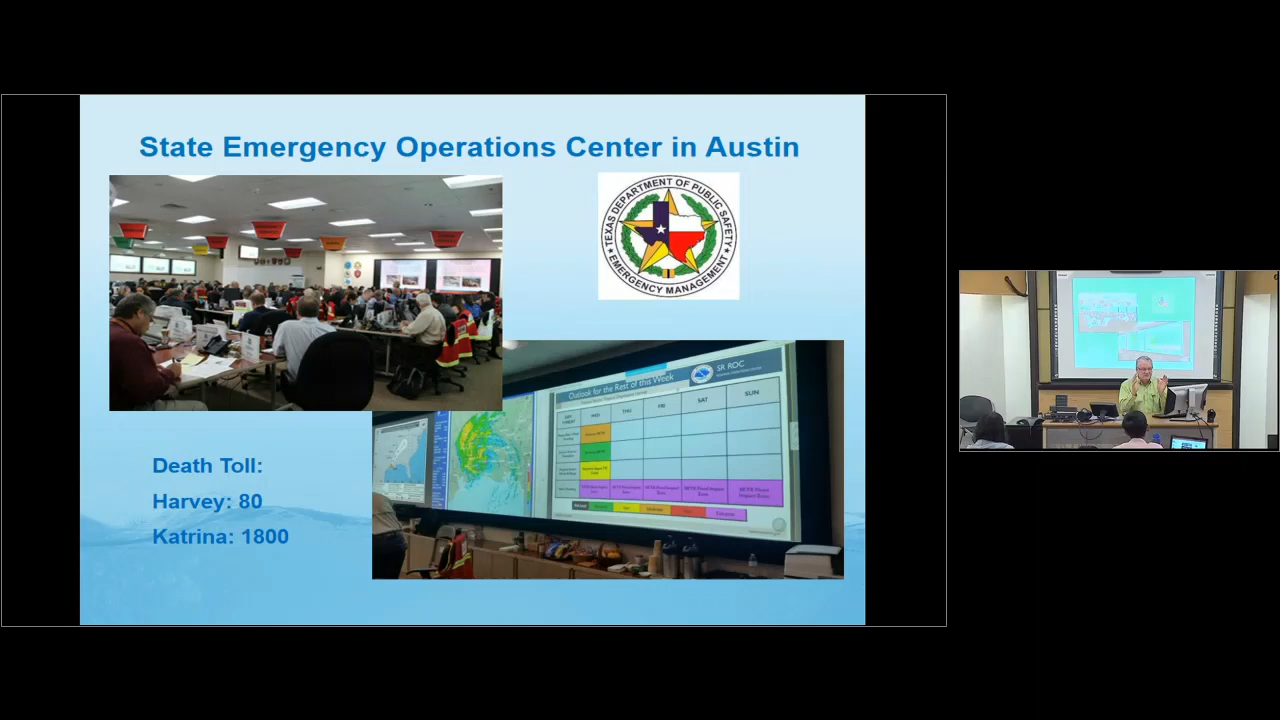 State Emergency Operations Center in Austin
TEXAS DEPARTMENT OF PUBLIC SAFETY
EMERGENCY MANAGEMENT
Outlook for the Rest of this Week
SR ROC
WED
THU
FRI
SAT
SUN
Death Toll:
Harvey: 80
Katrina: 1800